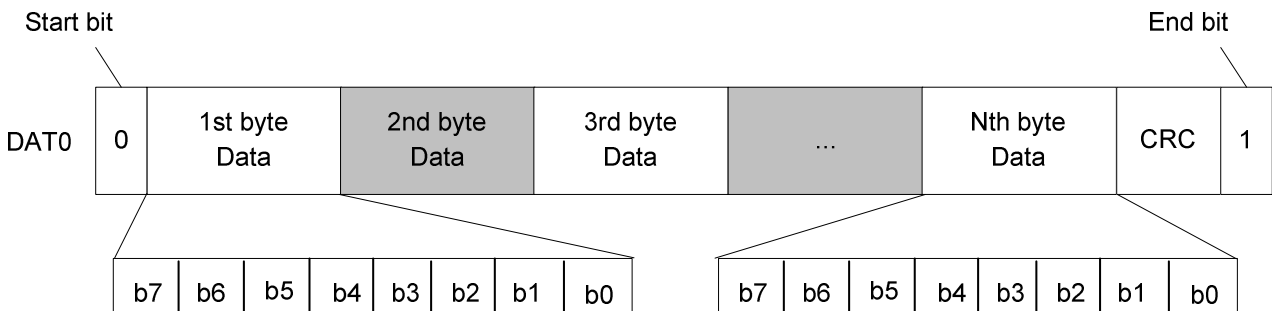 Start bit
End bit
DAT0
0
1st byte
Data
2nd byte
Data
3rd byte
Data
...
Nth byte
Data
CRC
1
b7 b6 b5 b4 b3 b2 b1 b0
b7 b6 b5 b4 b3 b2 b1 b0